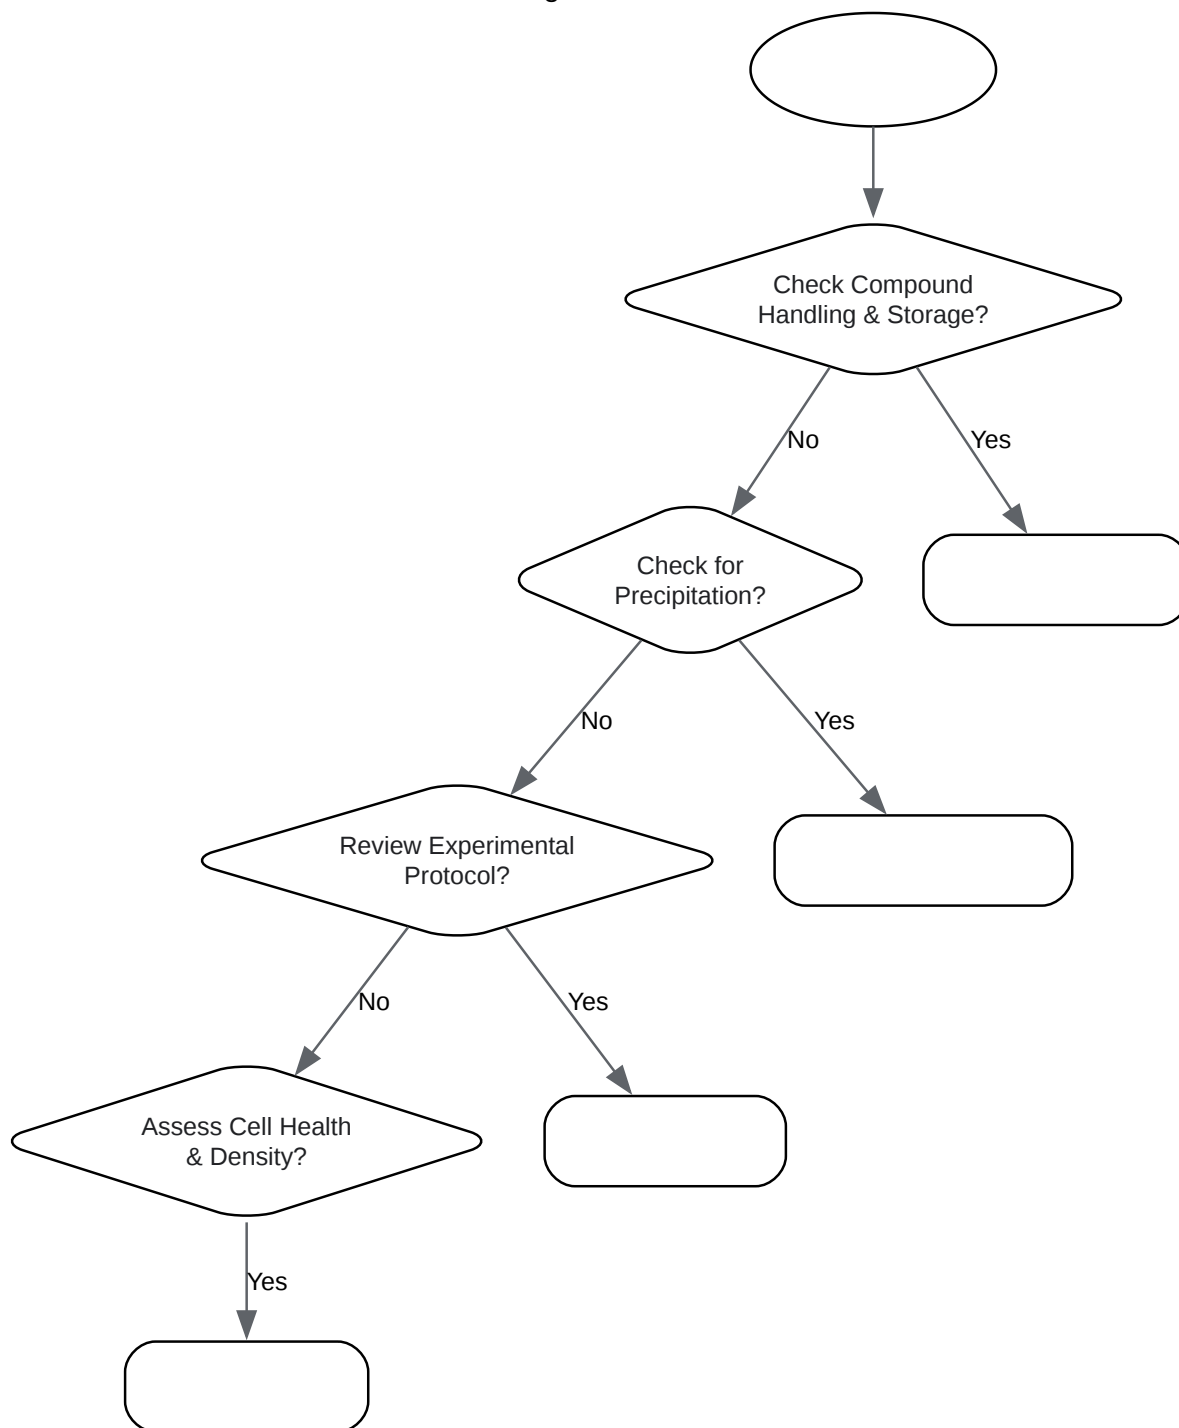 Check Compound
Handling & Storage?
No
Yes
Check for
Precipitation?
No
Yes
Review Experimental
Protocol?
No
Yes
Assess Cell Health
& Density?
Yes